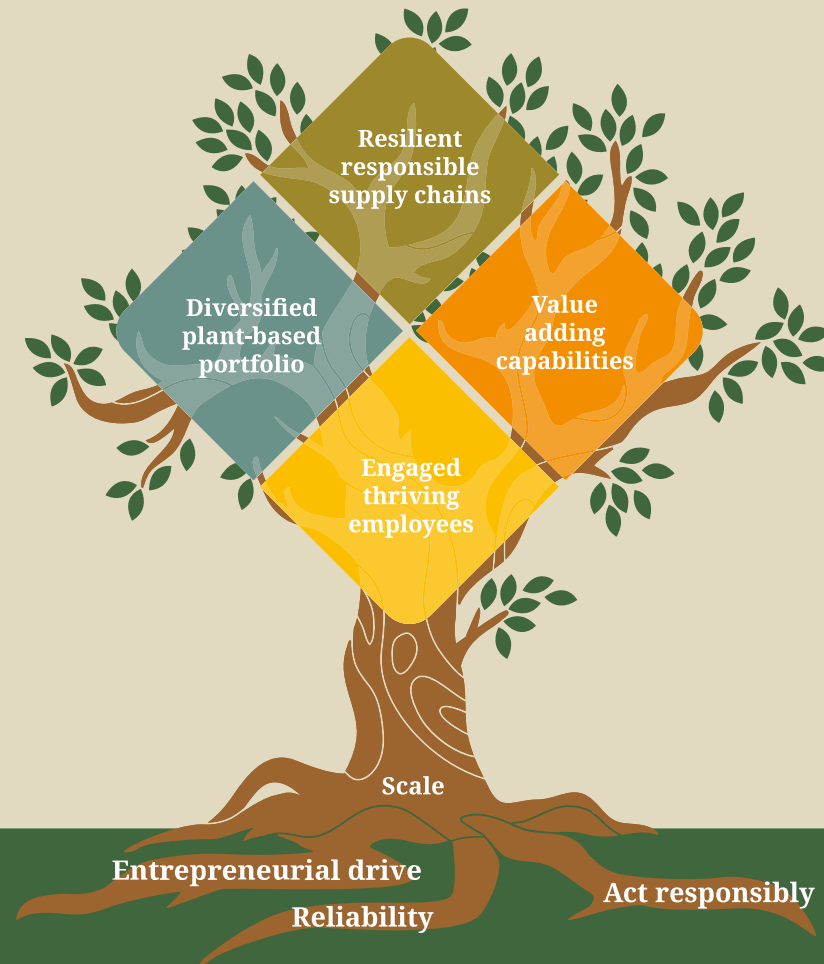 Resilient
responsible
supply chains
Diversified
plant-based
portfolio
Value
adding
capabilities
Engaged
thriving
employees
Scale
Entrepreneurial drive
Act responsibly
Reliability